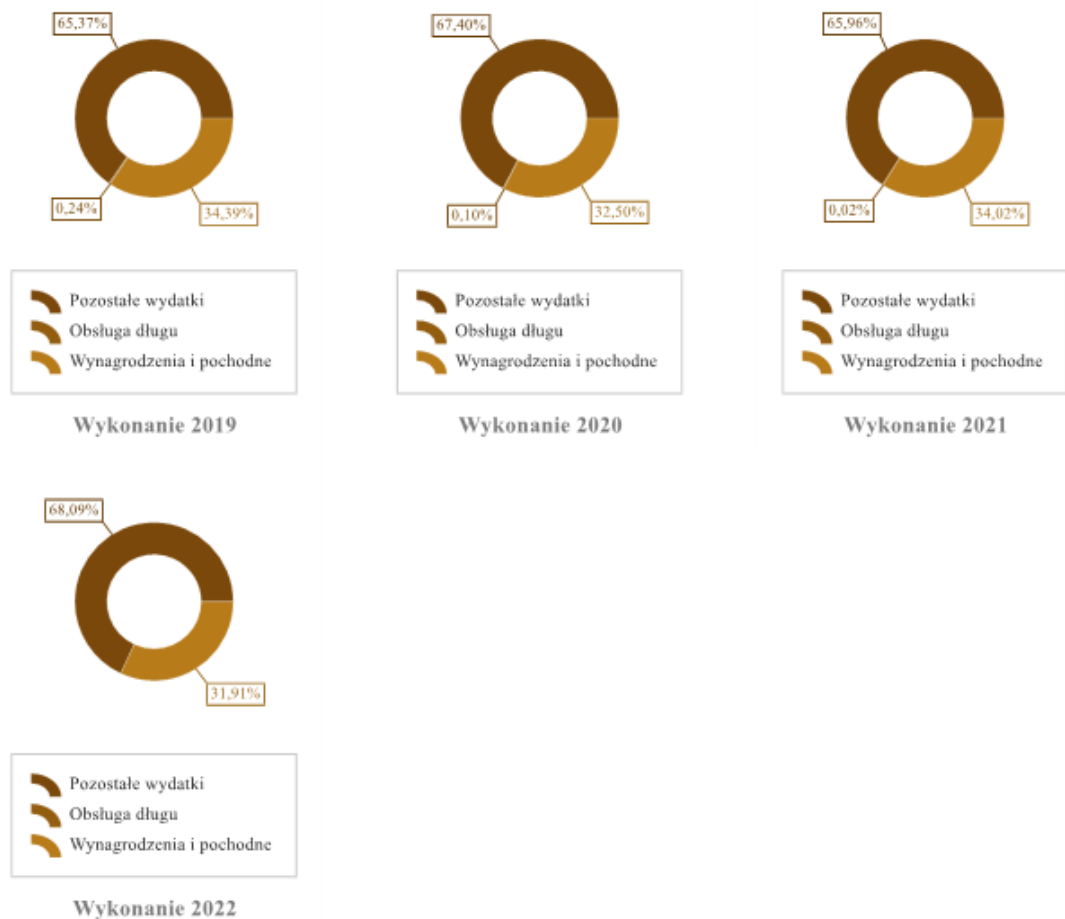 65,37%
0,24%
34,39%
Pozostałe wydatki
Obsługa długu
Wynagrodzenia i pochodne
Wykonanie 2019
67,40%
0,10%
32,50%
Pozostałe wydatki
Obsługa długu
Wynagrodzenia i pochodne
Wykonanie 2020
65,96%
0,02%
34,02%
Pozostałe wydatki
Obsługa długu
Wynagrodzenia i pochodne
Wykonanie 2021
68,09%
31,91%
Pozostałe wydatki
Obsługa długu
Wynagrodzenia i pochodne
Wykonanie 2022